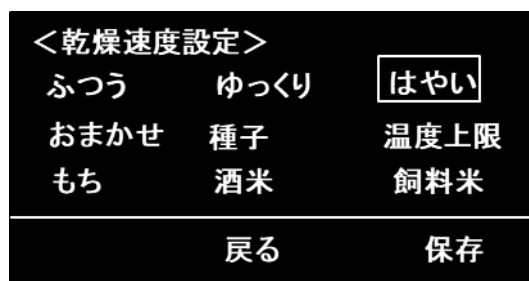 ＜乾燥速度設定＞
ふつう ゆっくり はやい
おまかせ 種子 温度上限
もち 酒米 飼料米
戻る 保存